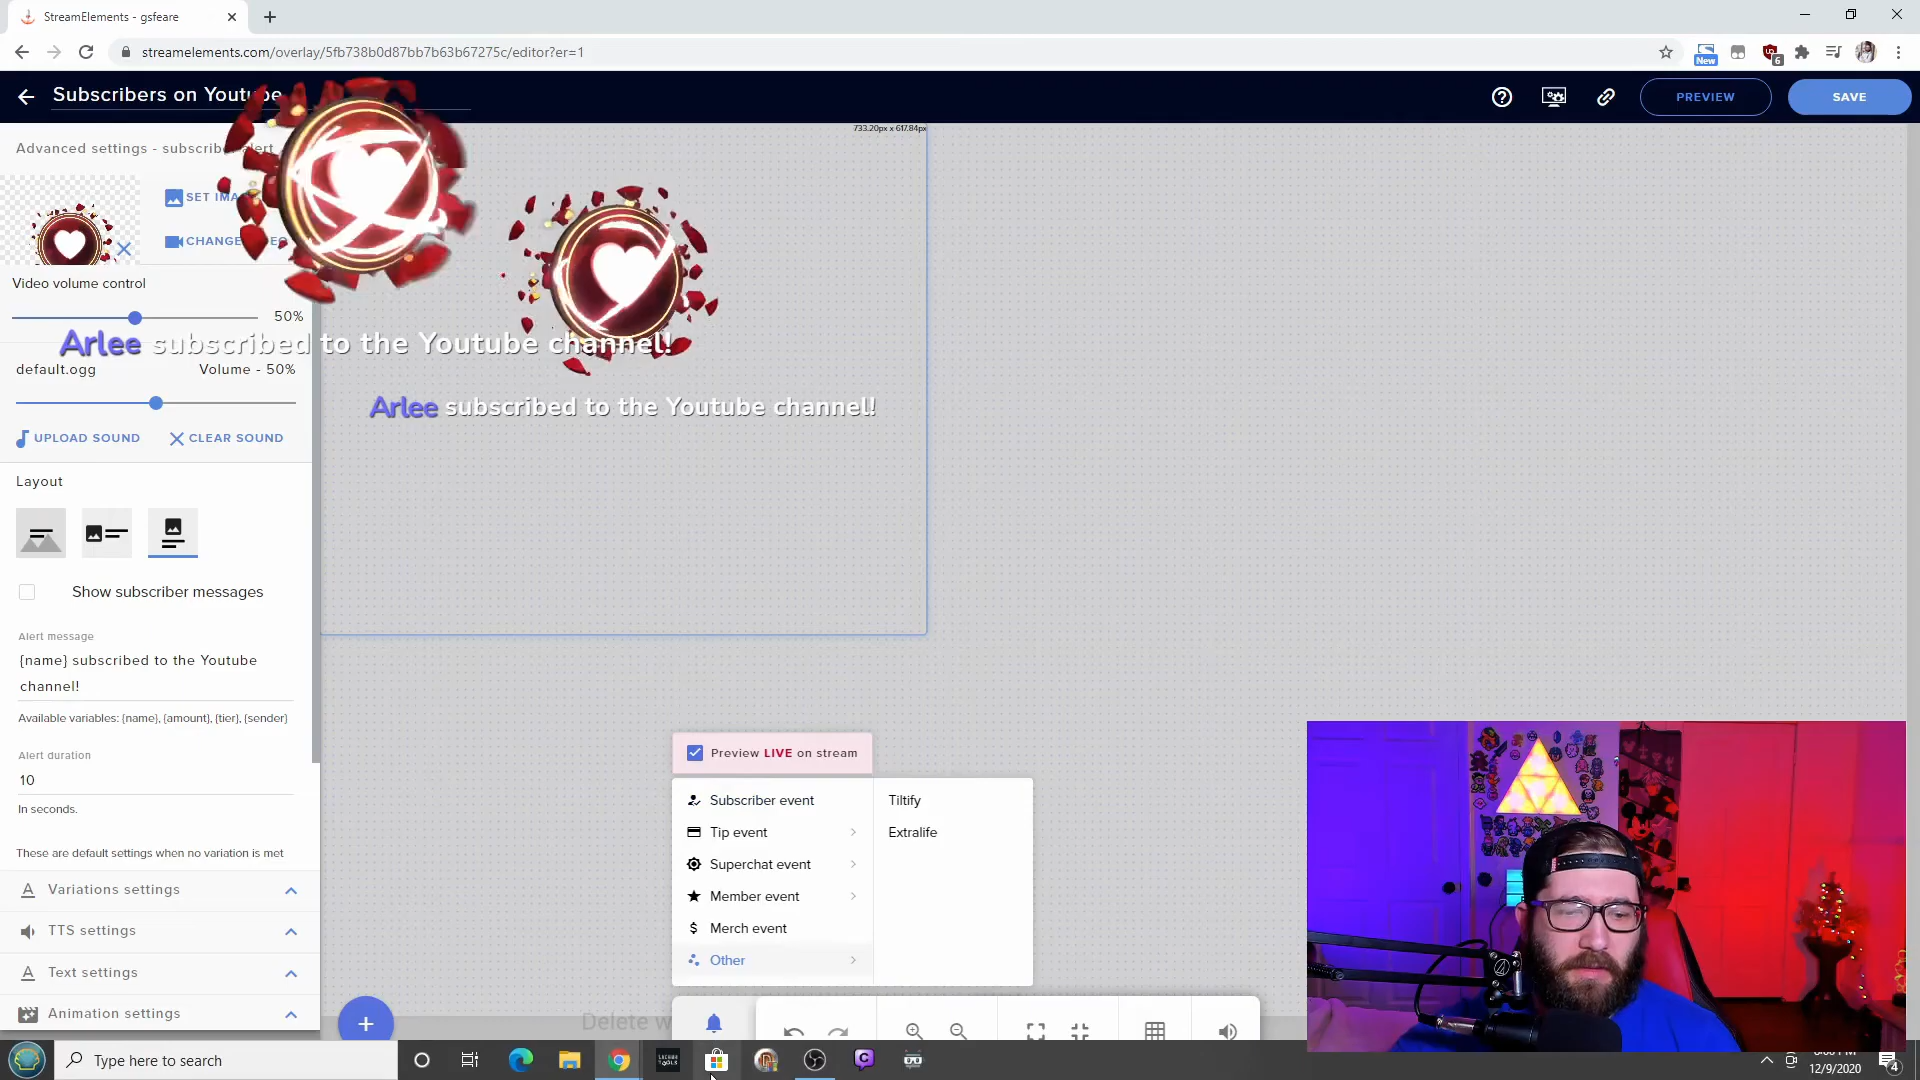 StreamElements - gsfeare
streamelements.com/overlay/5fb738b0d87bb7b63b67275c/editor?er=1
New
6
Subscribers on Youtube
PREVIEW
SAVE
733.20px x 617.84px
Advanced settings - subscriber alert
SET IMA
CHANGE
Video volume control
50%
Arlee subscribed to the Youtube channel!
default.ogg
Volume - 50%
Arlee subscribed to the Youtube channel!
UPLOAD SOUND
CLEAR SOUND
Layout
Show subscriber messages
Alert message
{name} subscribed to the Youtube
channel!
Available variables: {name}, {amount}, {tier}, {sender}
Alert duration
10
In seconds.
These are default settings when no variation is met
Variations settings
TTS settings
Text settings
Animation settings
Preview LIVE on stream
Subscriber event
Tip event
Superchat event
Member event
Merch event
Other
Tiltify
Extralife
Delete w
Type here to search
12/9/2020
4